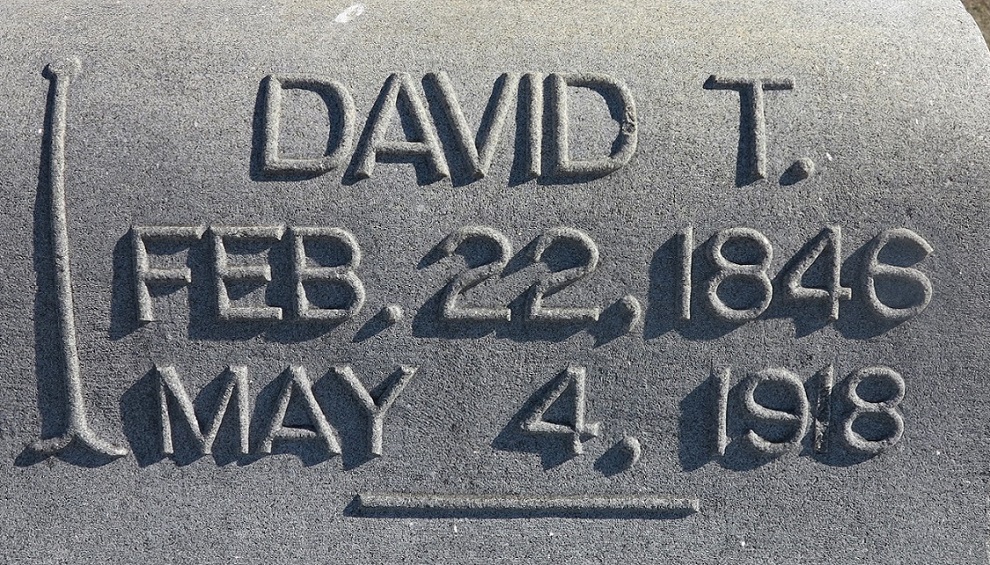 DAVID T.
FEB. 22, 1846
MAY 4, 1918